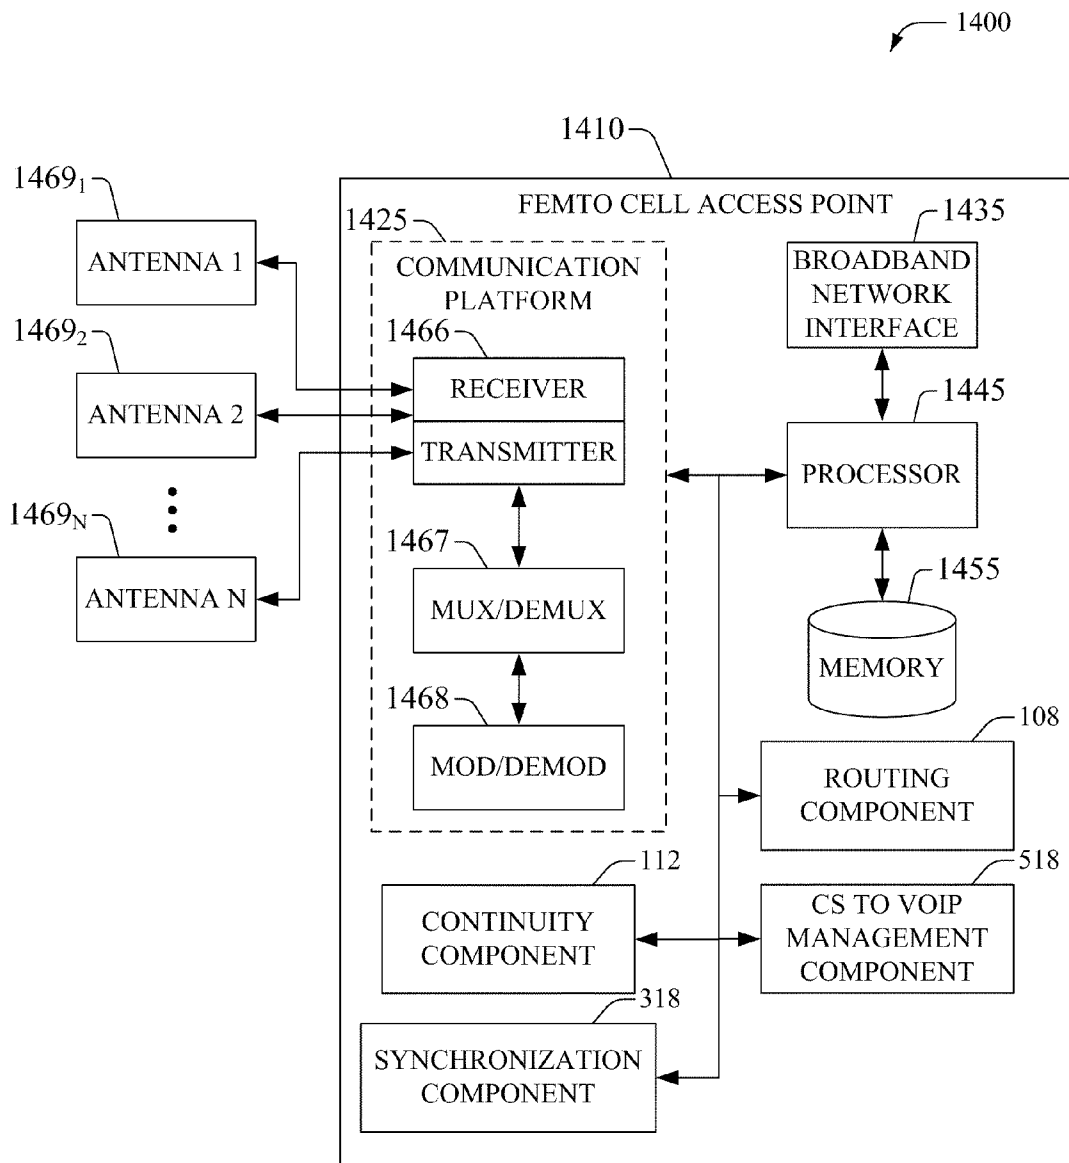 1400
1410
FEMTO CELL ACCESS POINT
1469₁
ANTENNA 1
1469₂
ANTENNA 2
1469N
ANTENNA N
1425
COMMUNICATION
PLATFORM
1466
RECEIVER
TRANSMITTER
1467
MUX/DEMUX
1468
MOD/DEMOD
1435
BROADBAND
NETWORK
INTERFACE
1445
PROCESSOR
1455
MEMORY
108
ROUTING
COMPONENT
112
CONTINUITY
COMPONENT
518
CS TO VOIP
MANAGEMENT
COMPONENT
318
SYNCHRONIZATION
COMPONENT